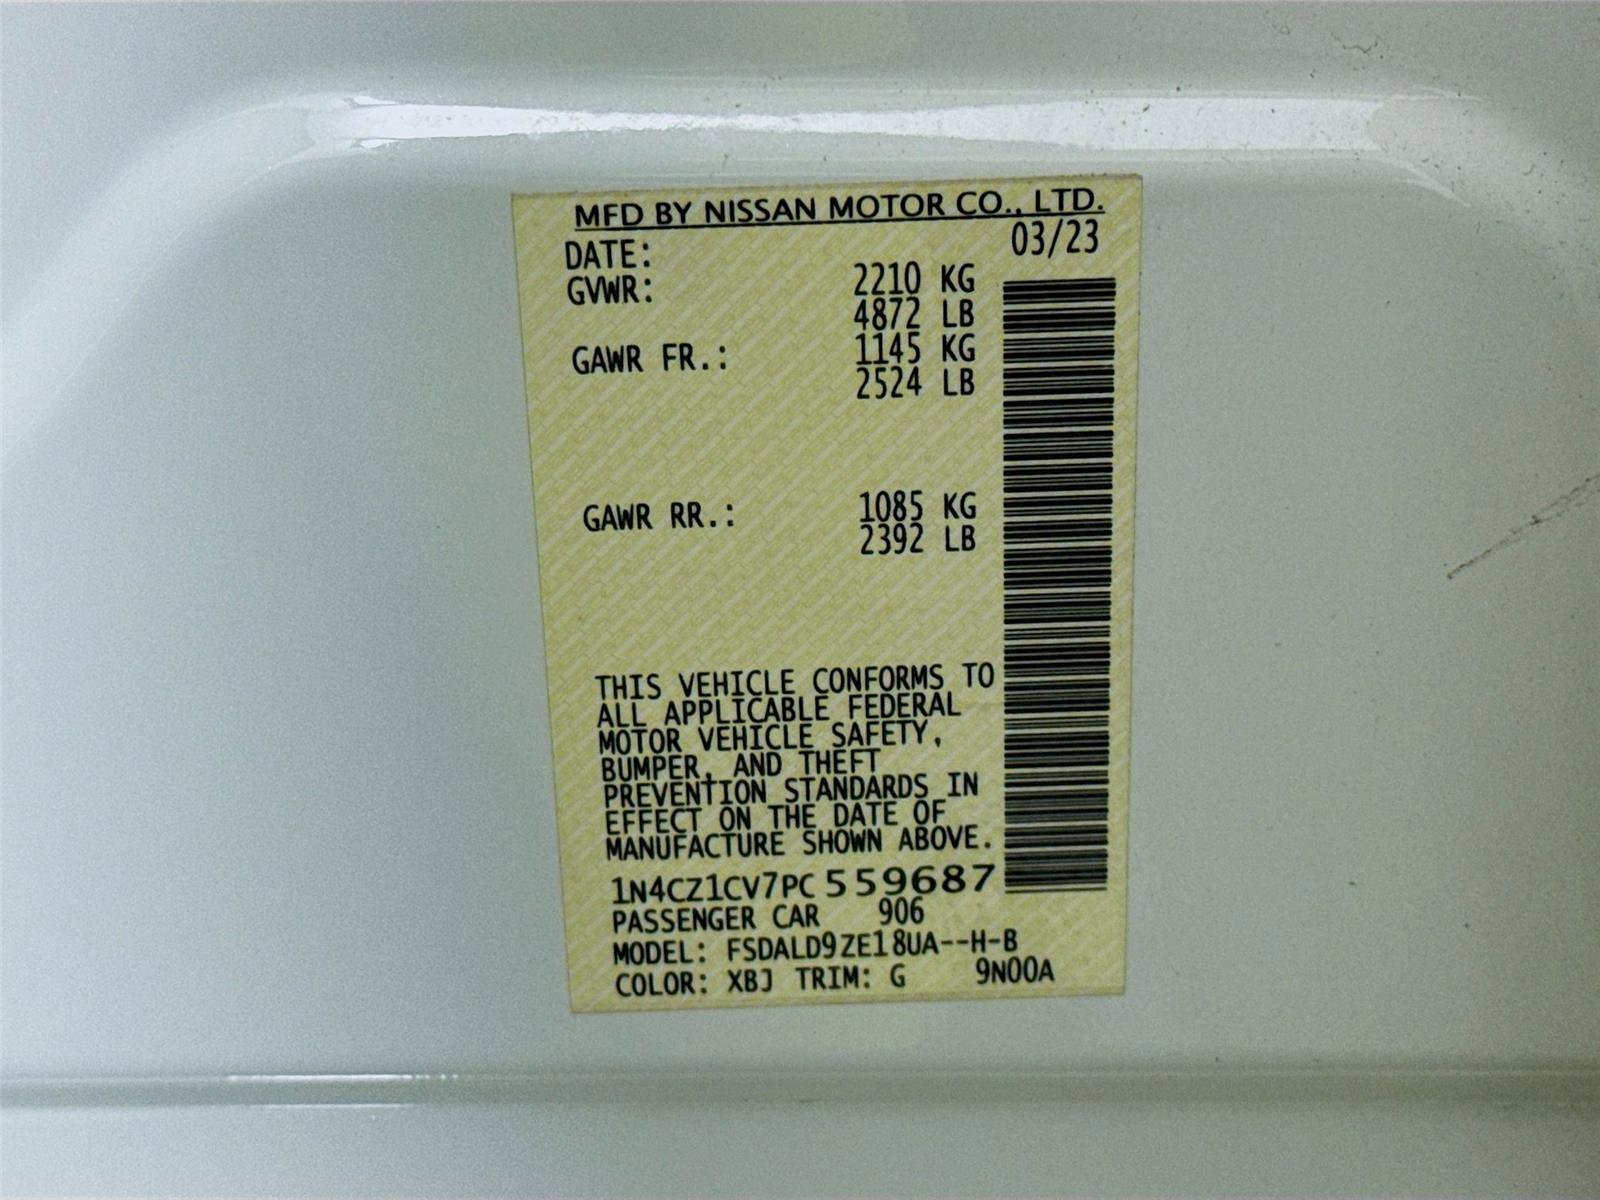 MFD BY NISSAN MOTOR CO., LTD.
DATE: 03/23
GVWR: 2210 KG
4872 LB
GAWR FR.: 1145 KG
2524 LB
GAWR RR.: 1085 KG
2392 LB
THIS VEHICLE CONFORMS TO
ALL APPLICABLE FEDERAL
MOTOR VEHICLE SAFETY,
BUMPER, AND THEFT
PREVENTION STANDARDS IN
EFFECT ON THE DATE OF
MANUFACTURE SHOWN ABOVE.
1N4CZ1CV7PC559687
PASSENGER CAR 906
MODEL: FSDALD9ZE18UA--H-B
COLOR: XBJ TRIM: G 9N00A